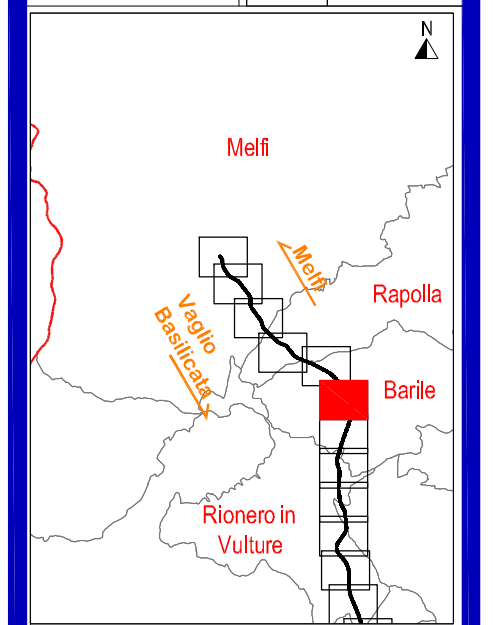 N
Melfi
Melfi
Rapolla
Vaglio
Basilicata
Barile
Rionero in
Vulture